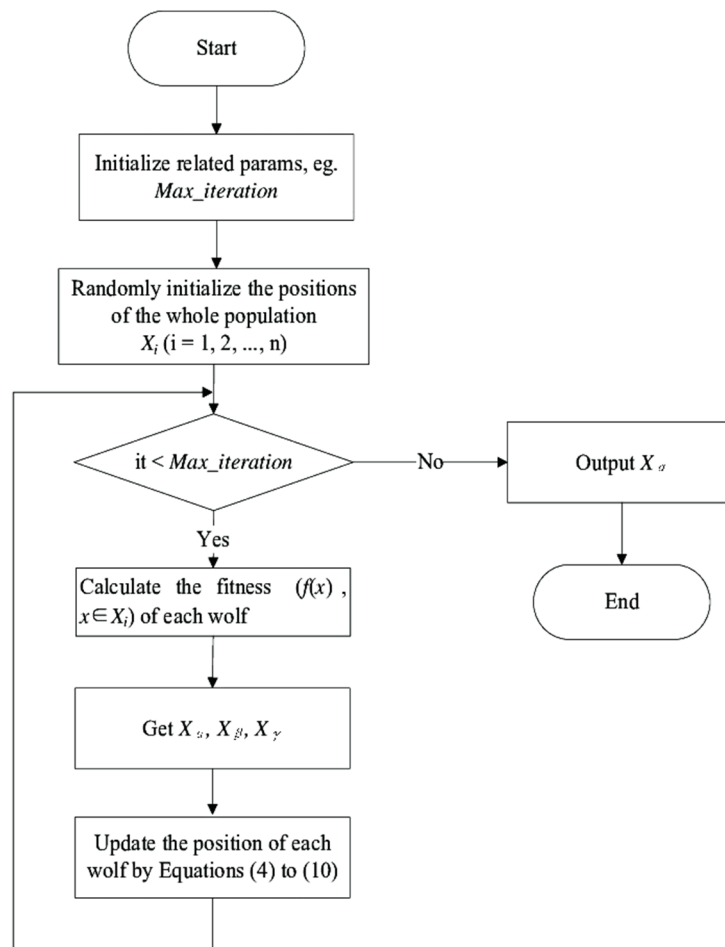 Start
Initialize related params, eg.
Max_iteration
Randomly initialize the positions
of the whole population
Xᵢ (i = 1, 2, ..., n)
it < Max_iteration
No
Output X α
Yes
Calculate the fitness (f(x) ,
x∈Xᵢ) of each wolf
End
Get X α, X β, X γ
Update the position of each
wolf by Equations (4) to (10)